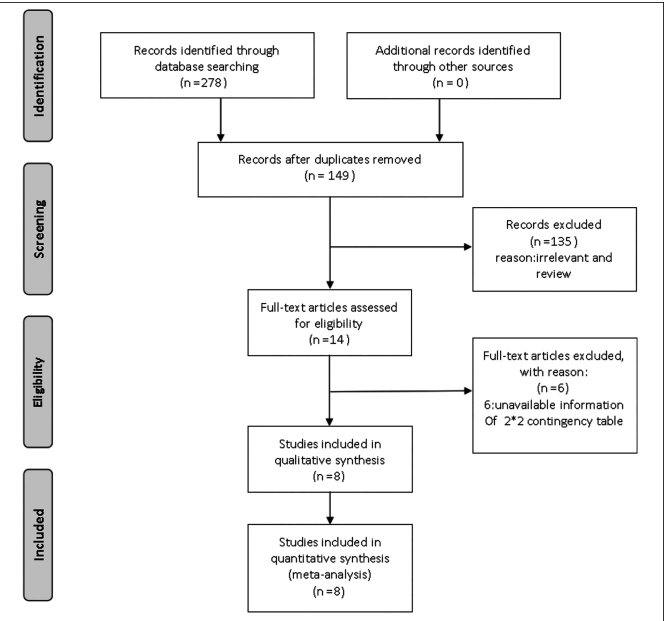 Identification
Records identified through
database searching
(n =278)
Additional records identified
through other sources
(n = 0)
Records after duplicates removed
(n = 149)
Screening
Records excluded
(n =135)
reason:irrelevant and
review
Full-text articles assessed
for eligibility
(n =14)
Eligibility
Full-text articles excluded,
with reason:
(n =6)
6:unavailable information
Of 2*2 contingency table
Studies included in
qualitative synthesis
(n =8)
Included
Studies included in
quantitative synthesis
(meta-analysis)
(n =8)